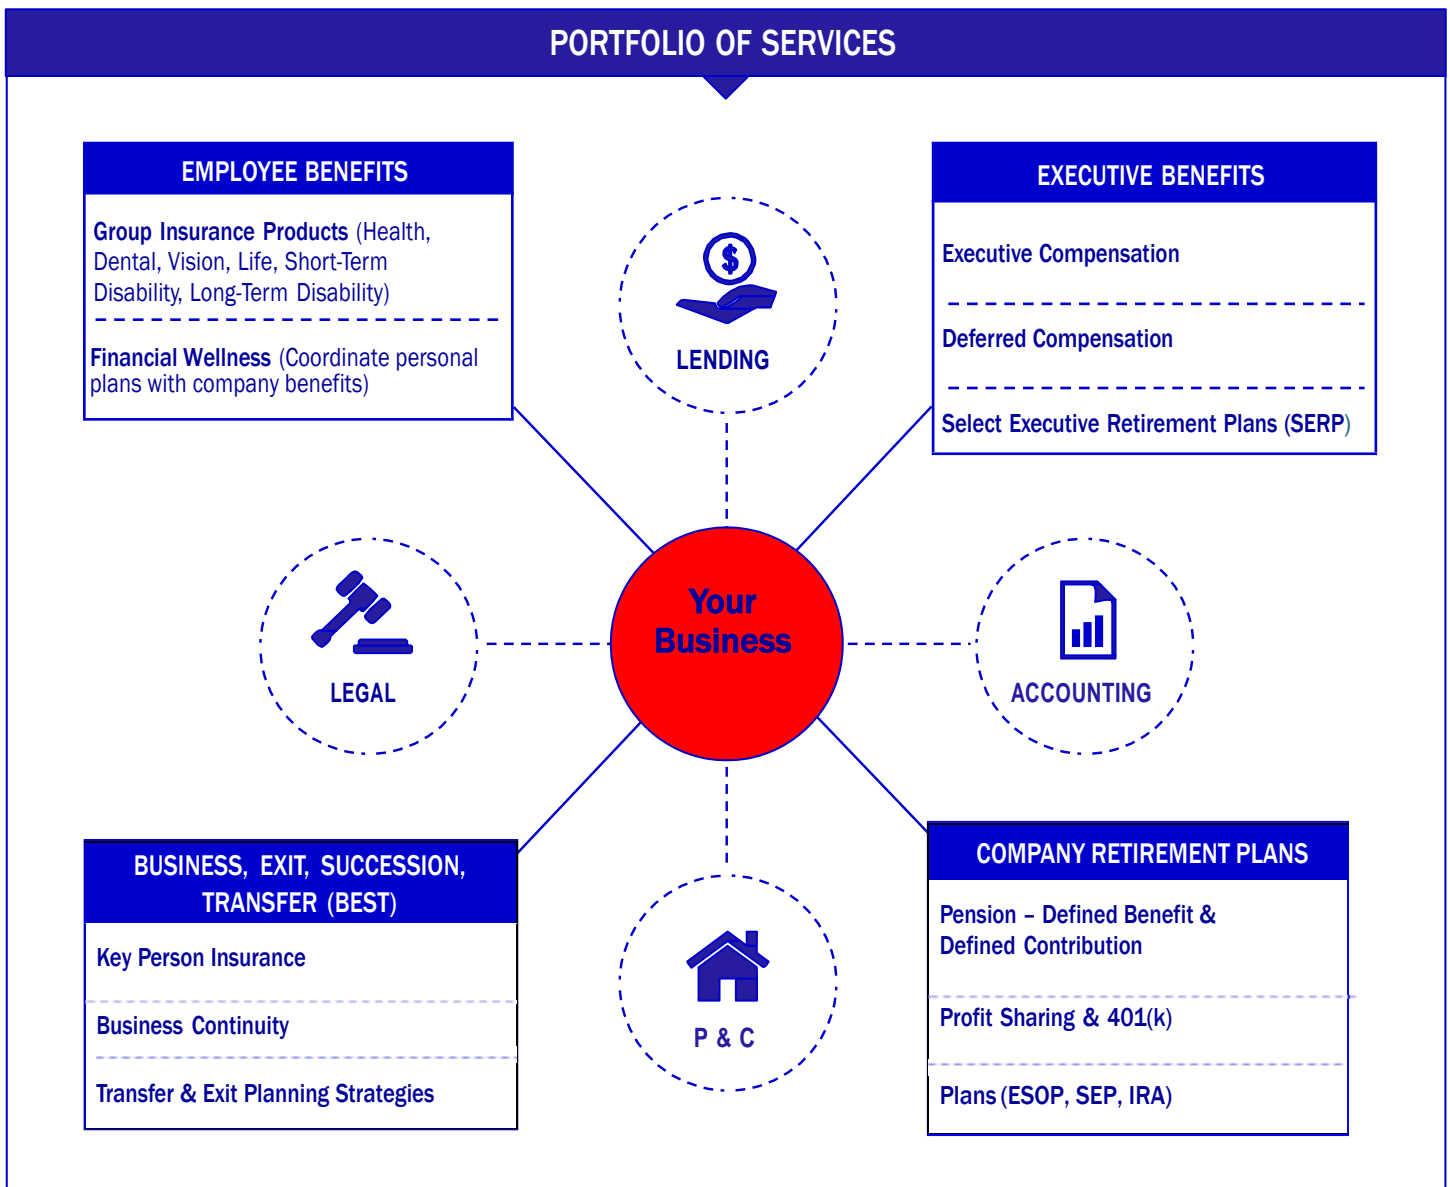 PORTFOLIO OF SERVICES
EMPLOYEE BENEFITS
Group Insurance Products (Health,
Dental, Vision, Life, Short-Term
Disability, Long-Term Disability)
Financial Wellness (Coordinate personal
plans with company benefits)
$
LENDING
EXECUTIVE BENEFITS
Executive Compensation
Deferred Compensation
Select Executive Retirement Plans (SERP)
LEGAL
Your
Business
ACCOUNTING
BUSINESS, EXIT, SUCCESSION,
TRANSFER (BEST)
Key Person Insurance
Business Continuity
Transfer & Exit Planning Strategies
P & C
COMPANY RETIREMENT PLANS
Pension – Defined Benefit &
Defined Contribution
Profit Sharing & 401(k)
Plans (ESOP, SEP, IRA)